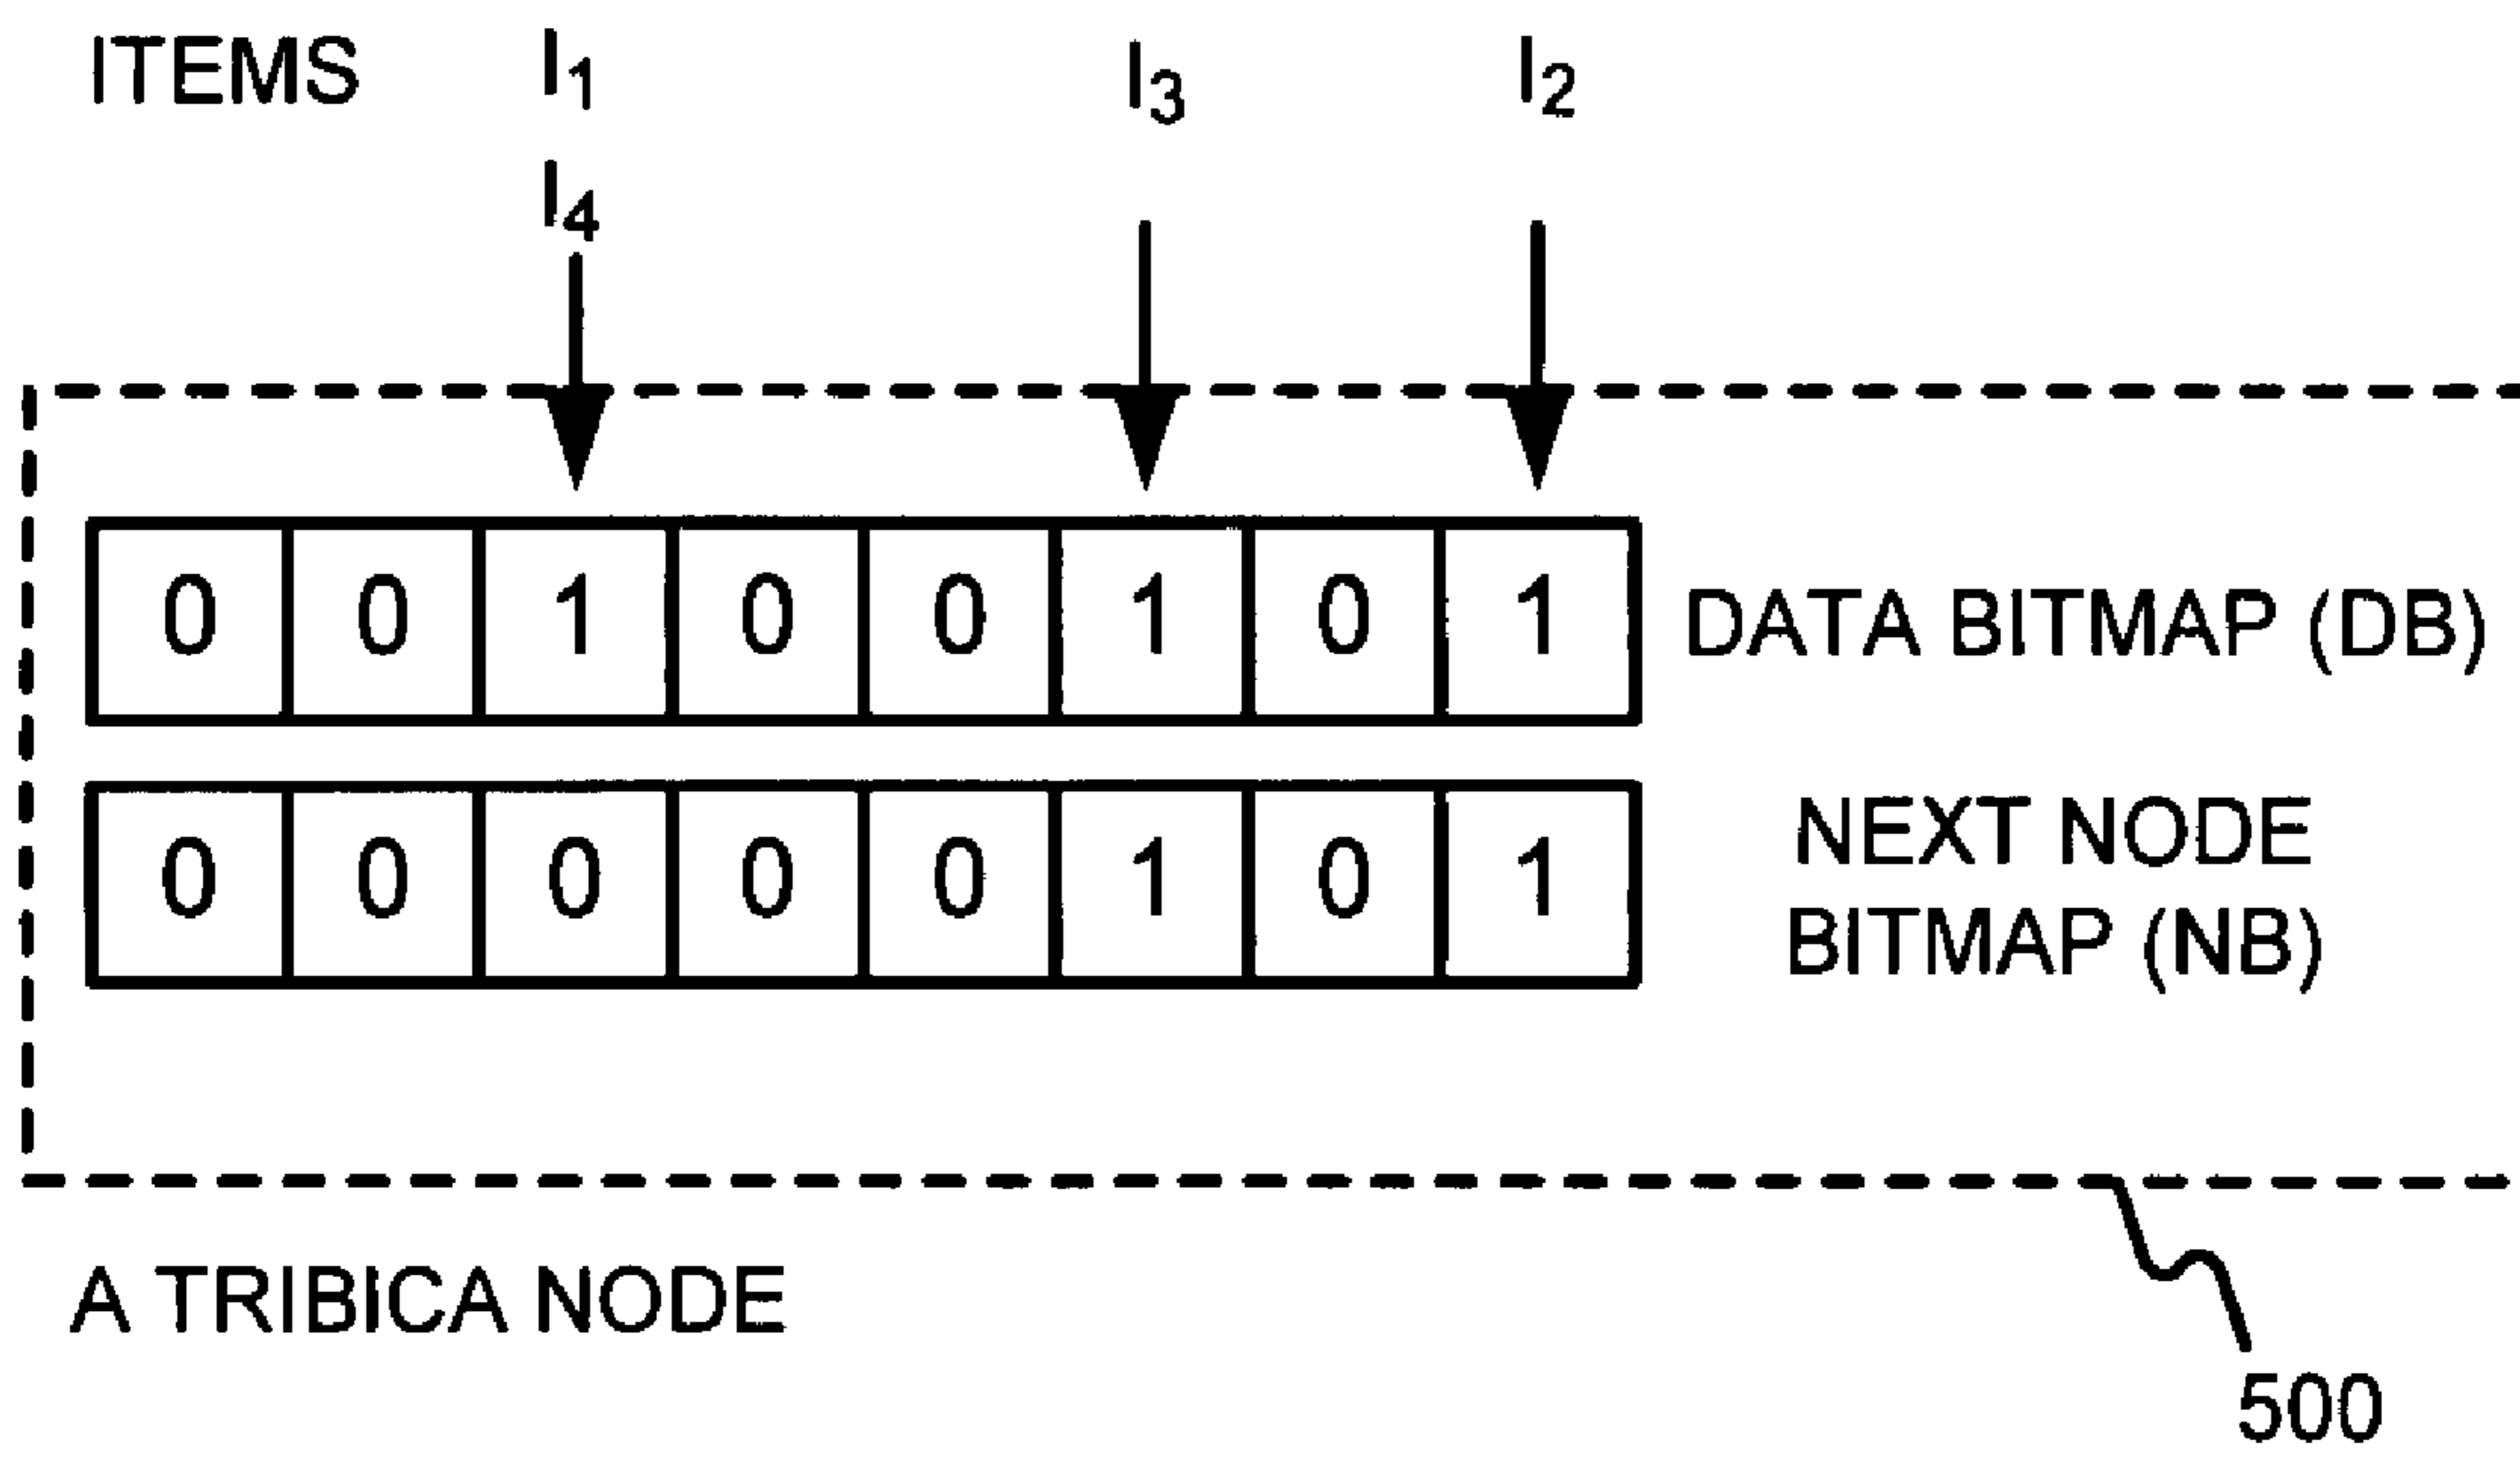 ITEMS I1 I3 I2
I4
0 0 1 0 0 1 0 1 DATA BITMAP (DB)
0 0 0 0 0 1 0 1 NEXT NODE
BITMAP (NB)
A TRIBICA NODE
500